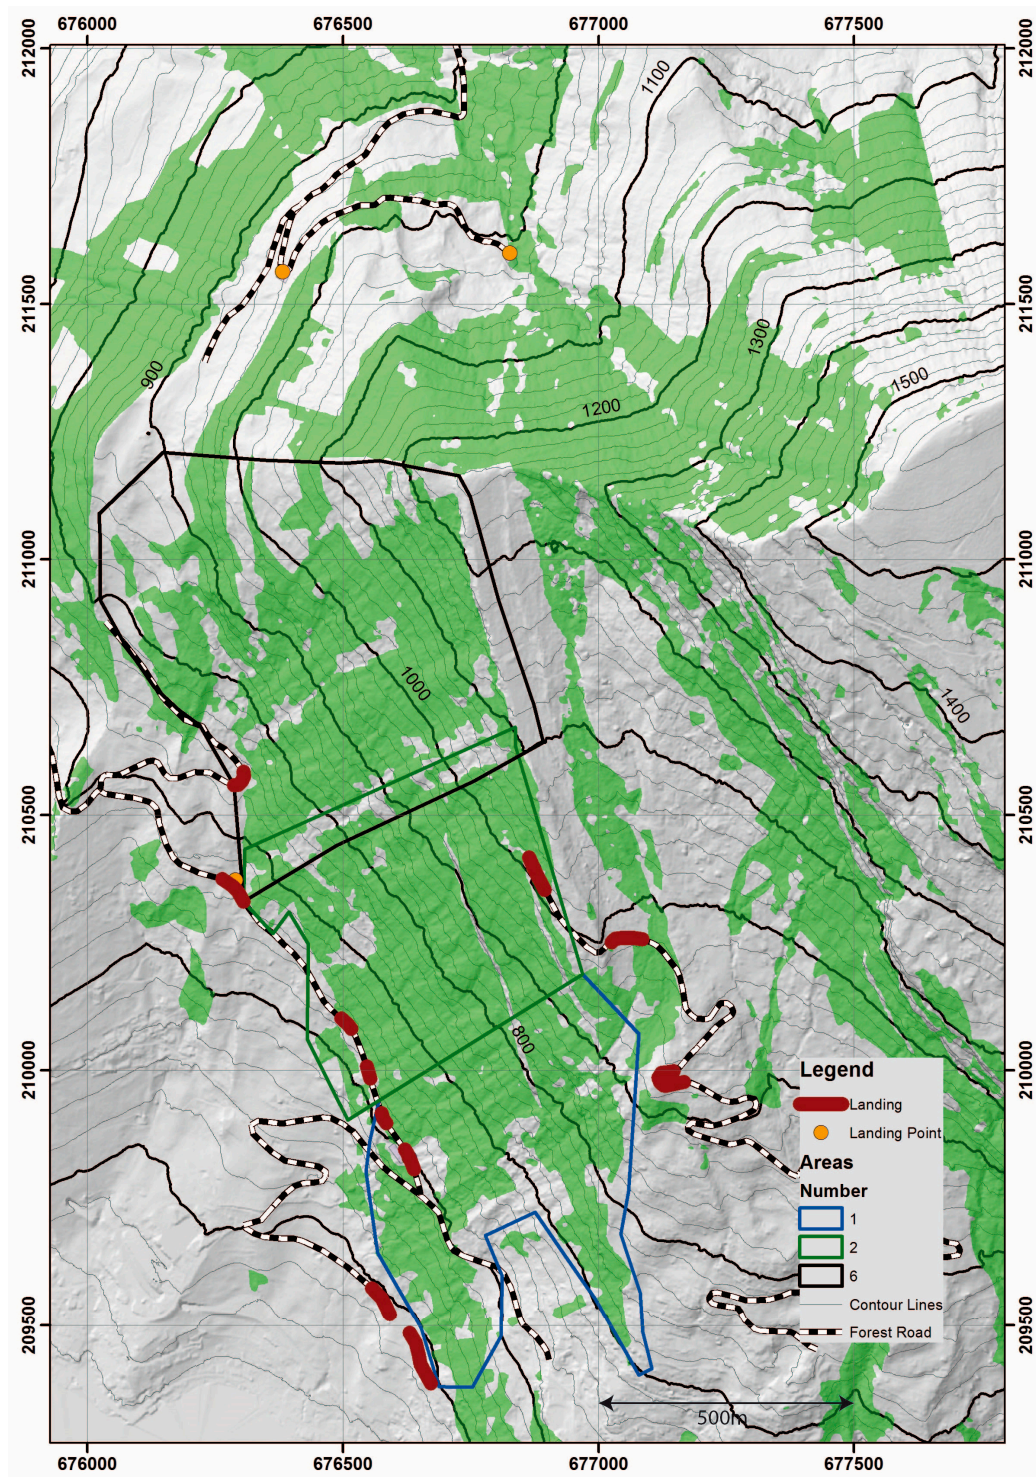 676000 676500 677000 677500
212000 212000
1100
211500 211500
900
1300
1500
1200
211000 211000
1000
1400
210500 210500
800
210000 210000
Legend
Landing
Landing Point
Areas
Number
1
2
6
Contour Lines
Forest Road
209500 209500
500m
676000 676500 677000 677500